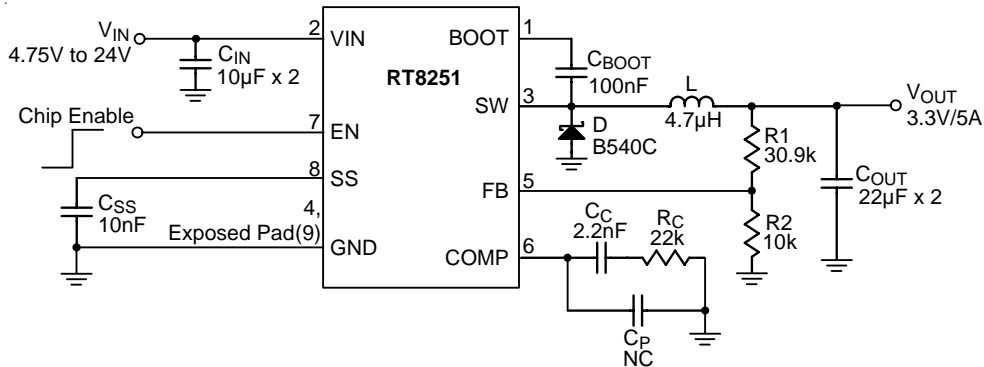 VIN
4.75V to 24V
CIN
10µF x 2
2
VIN
Chip Enable
7
EN
8
SS
CSS
10nF
4,
Exposed Pad(9)
GND
RT8251
BOOT
1
CBOOT
100nF
SW
3
L
4.7µH
D
B540C
VOUT
3.3V/5A
R1
30.9k
FB
5
COUT
22µF x 2
R2
10k
COMP
6
CC
2.2nF
RC
22k
CP
NC